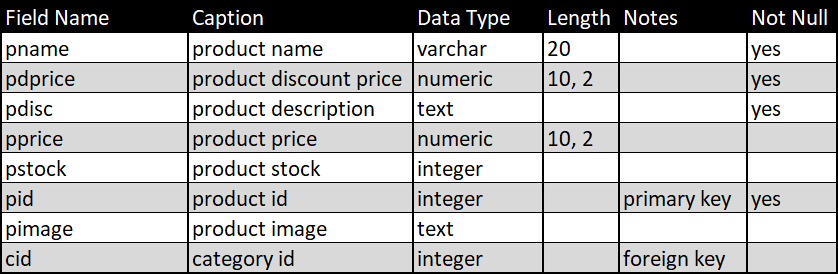 Field Name Caption Data Type Length Notes Not Null
pname product name varchar 20 yes
pdprice product discount price numeric 10, 2 yes
pdisc product description text yes
pprice product price numeric 10, 2
pstock product stock integer
pid product id integer primary key yes
pimage product image text
cid category id integer foreign key